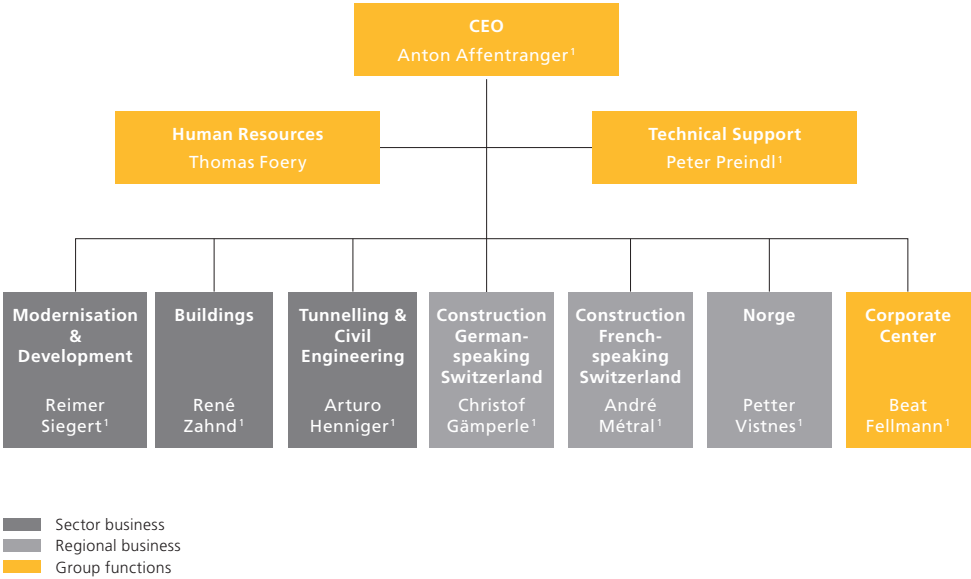 CEO
Anton Affentranger¹
Human Resources
Thomas Foery
Technical Support
Peter Preindl¹
Modernisation
&
Development
Reimer
Siegert¹
Buildings
René
Zahnd¹
Tunnelling &
Civil
Engineering
Arturo
Henniger¹
Construction
German-
speaking
Switzerland
Christof
Gämperle¹
Construction
French-
speaking
Switzerland
André
Métral¹
Norge
Petter
Vistnes¹
Corporate
Center
Beat
Fellmann¹
Sector business
Regional business
Group functions